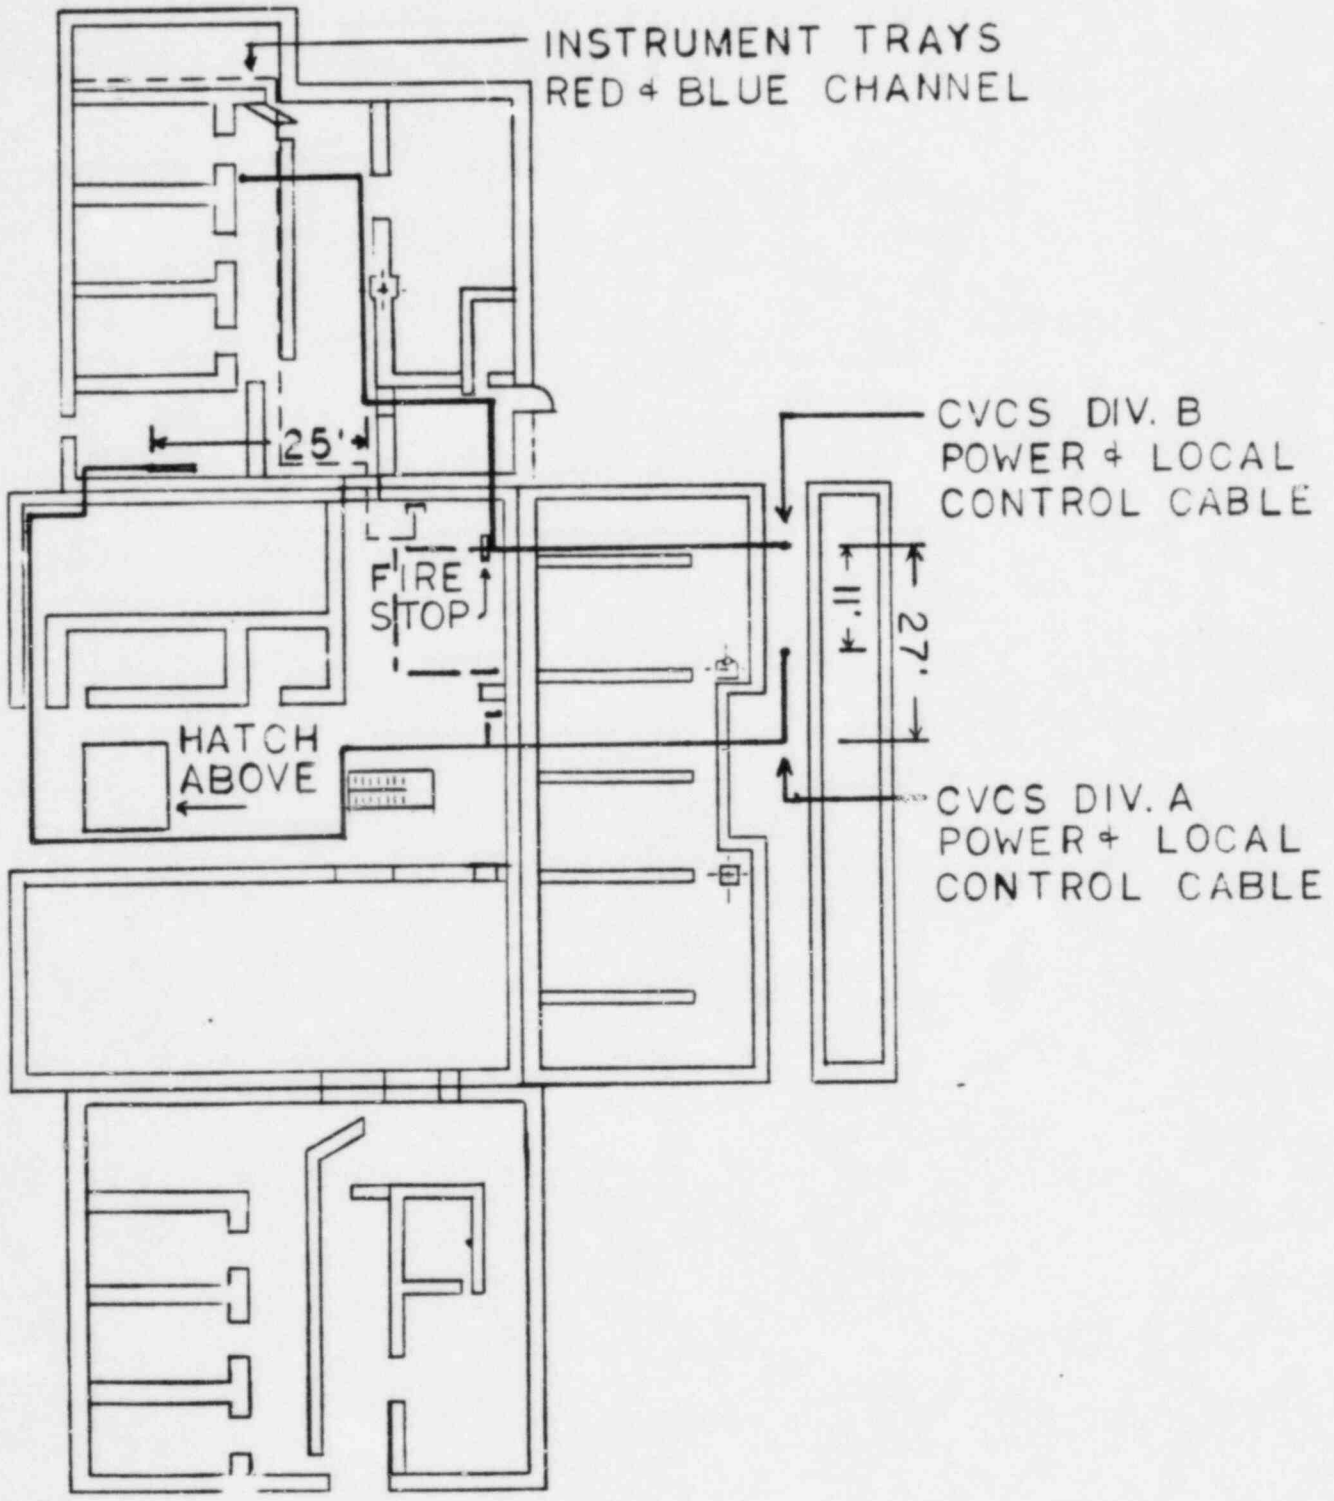 INSTRUMENT TRAYS
RED & BLUE CHANNEL
CVCS DIV. B
POWER & LOCAL
CONTROL CABLE
25'
FIRE
STOP
11'
27'
HATCH
ABOVE
CVCS DIV. A
POWER & LOCAL
CONTROL CABLE